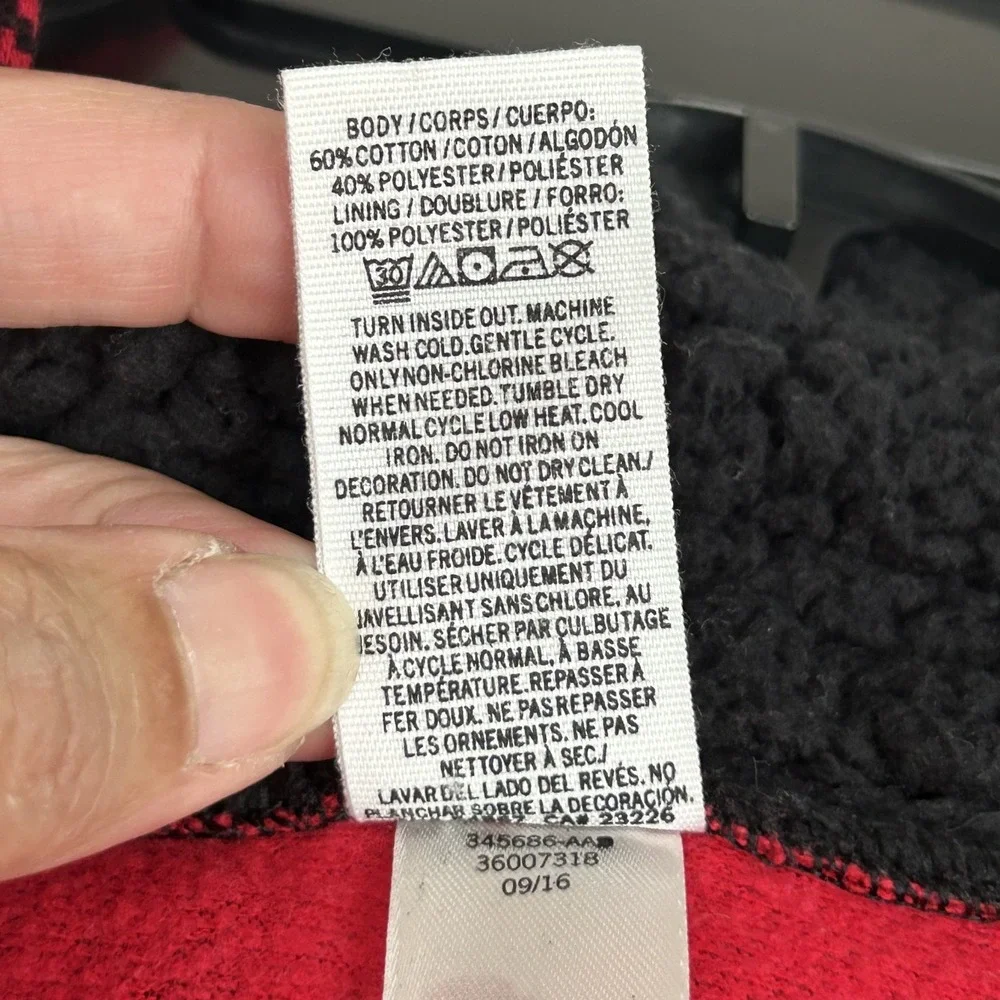 BODY / CORPS / CUERPO:
60% COTTON / COTON / ALGODÓN
40% POLYESTER / POLIÉSTER
LINING / DOUBLURE / FORRO:
100% POLYESTER / POLIÉSTER
30
TURN INSIDE OUT. MACHINE
WASH COLD. GENTLE CYCLE.
ONLY NON-CHLORINE BLEACH
WHEN NEEDED. TUMBLE DRY
NORMAL CYCLE LOW HEAT. COOL
IRON. DO NOT IRON ON
DECORATION. DO NOT DRY CLEAN./
RETOURNER LE VÊTEMENT À
L'ENVERS. LAVER À LA MACHINE,
À L'EAU FROIDE. CYCLE DÉLICAT.
UTILISER UNIQUEMENT DU
JAVELLISANT SANS CHLORE, AU
BESOIN. SÉCHER PAR CULBUTAGE
À CYCLE NORMAL, À BASSE
TEMPÉRATURE. REPASSER À
FER DOUX. NE PAS REPASSER
LES ORNEMENTS. NE PAS
NETTOYER À SEC./
LAVAR DEL LADO DEL REVÉS. NO
PLANCHAR SOBRE LA DECORACIÓN.
CA# 23226
345686-AA
36007318
09/16